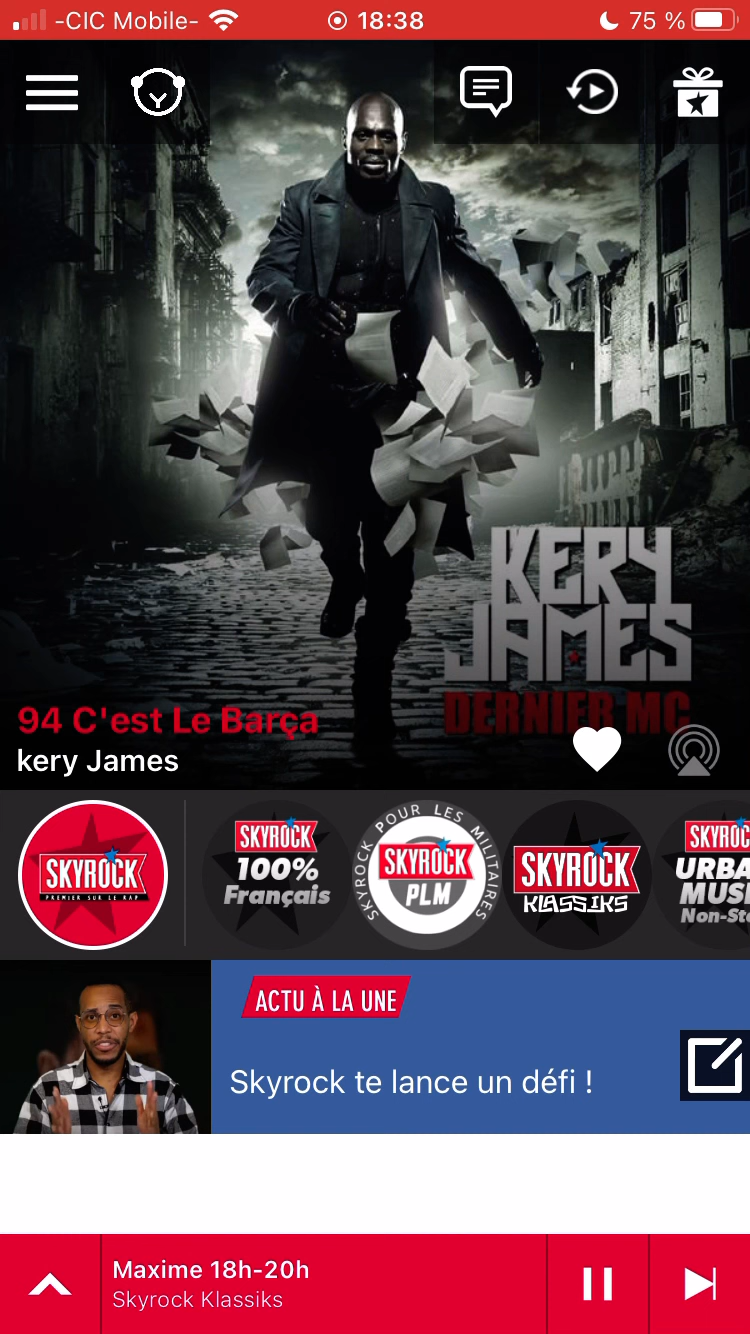 -CIC Mobile-
18:38
75 %
KERY
JAMES
DERNIER MC
94 C'est Le Barça
kery James
SKYROCK
PREMIER SUR LE RAP
SKYROCK
100%
Français
SKYROCK POUR LES MILITAIRES
SKYROCK
PLM
SKYROCK
KLASSIKS
SKYROC
URBA
MUSI
Non-Sto
ACTU À LA UNE
Skyrock te lance un défi !
Maxime 18h-20h
Skyrock Klassiks